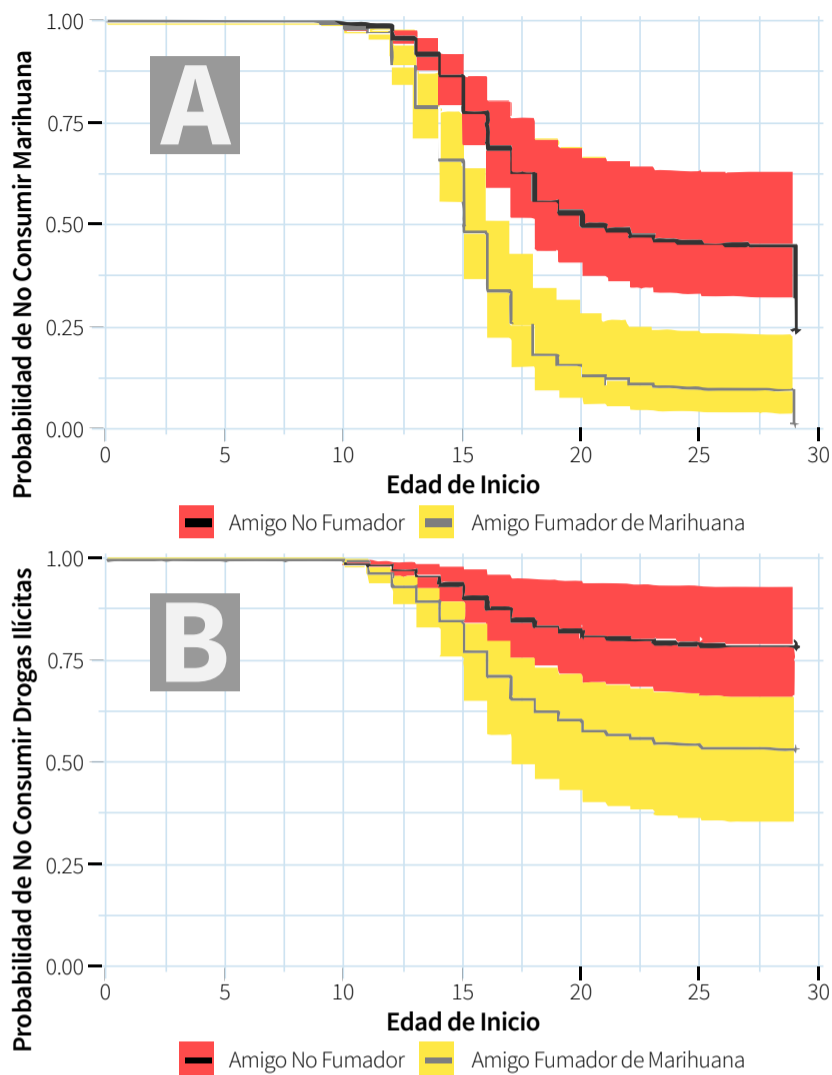 Probabilidad de No Consumir Marihuana
1.00
0.75
0.50
0.25
0.00
A
0 5 10 15 20 25 30
Edad de Inicio
Amigo No Fumador Amigo Fumador de Marihuana
Probabilidad de No Consumir Drogas Ilícitas
1.00
0.75
0.50
0.25
0.00
B
0 5 10 15 20 25 30
Edad de Inicio
Amigo No Fumador Amigo Fumador de Marihuana